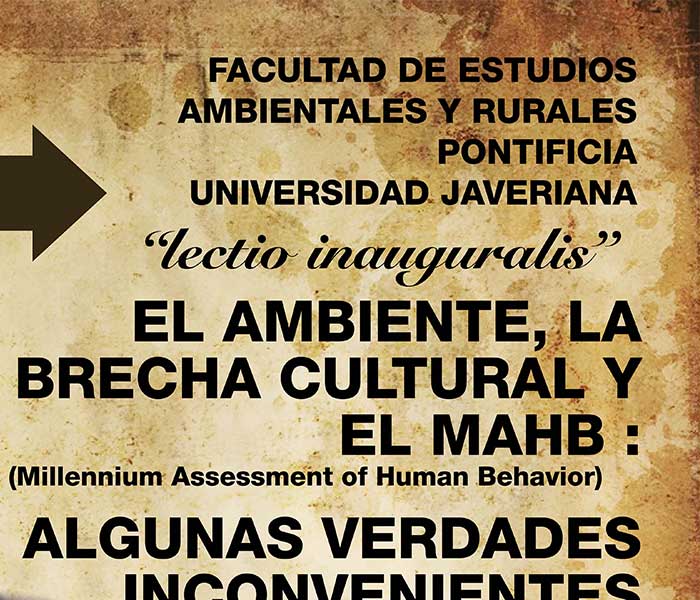 FACULTAD DE ESTUDIOS
AMBIENTALES Y RURALES
PONTIFICIA
UNIVERSIDAD JAVERIANA
“lectio inauguralis”
EL AMBIENTE, LA
BRECHA CULTURAL Y
EL MAHB :
(Millennium Assessment of Human Behavior)
ALGUNAS VERDADES
INCONVENIENTES